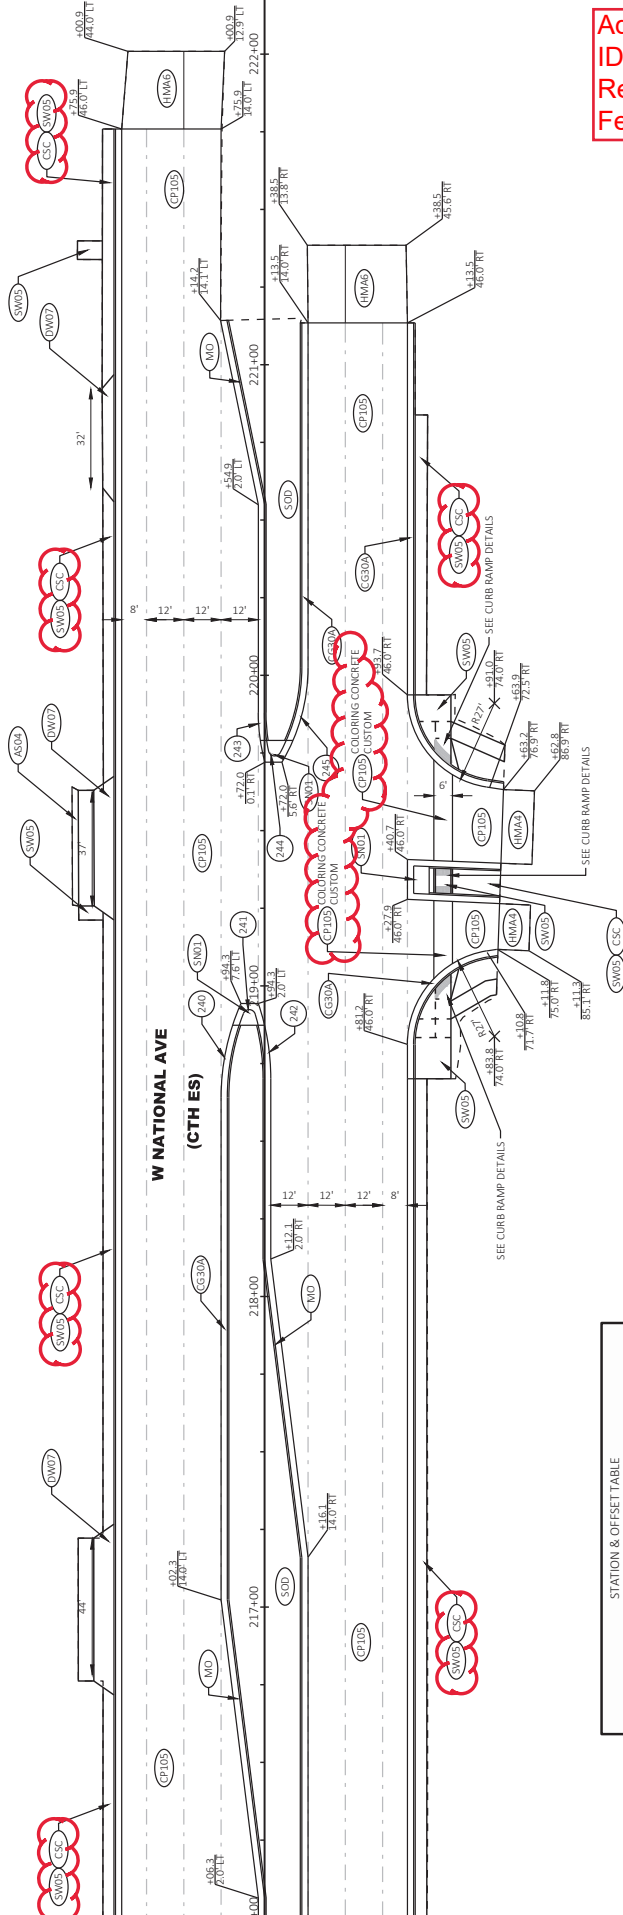 Ad
ID
Re
Fe
+00.9
44.0' LT
+00.9
12.9' LT
222+00
HMA6
+75.9
46.0' LT
+75.9
14.0' LT
SW05
CSC
CP105
+38.5
13.8' RT
+38.5
45.6' RT
SW05
DW07
+14.2
14.1' LT
+13.5
14.0' RT
HMA6
+13.5
46.0' RT
MO
221+00
32'
CP105
+54.9
2.0' LT
SOD
CSC
SW05
SEE CURB RAMP DETAILS
CSC
SW05
CG30A
8'
12'
12'
12'
CG30A
220+00
COLORING CONCRETE
CUSTOM
+93.7
46.0' RT
SW05
+91.0
74.0' RT
R27'
+63.9
72.5' RT
AS04
DW07
243
245
+72.0
0.1' RT
+72.0
5.6' RT
SN01
CP105
+63.2
76.9' RT
+62.8
86.9' RT
SEE CURB RAMP DETAILS
SW05
37'
CP105
244
6'
+40.7
46.0' RT
CP105
HMA4
COLORING CONCRETE
CUSTOM
SN01
241
SN01
+94.3
7.6' LT
+94.3
2.0' LT
219+00
CP105
+27.9
46.0' RT
CP105
HMA4
SW05
CSC
SW05
240
242
CG30A
+81.2
46.0' RT
+11.8
75.0' RT
+11.3
85.1' RT
+10.8
71.7' RT
R27'
+83.8
74.0' RT
SW05
SEE CURB RAMP DETAILS
W NATIONAL AVE
(CTH ES)
12'
12'
12'
8'
+12.1
2.0' RT
CG30A
218+00
MO
CSC
SW05
DW07
+16.1
14.0' RT
+02.3
14.0' LT
217+00
SOD
44'
CP105
CSC
SW05
STATION & OFFSET TABLE
MO
CP105
CSC
SW05
+06.3
2.0' LT
+00